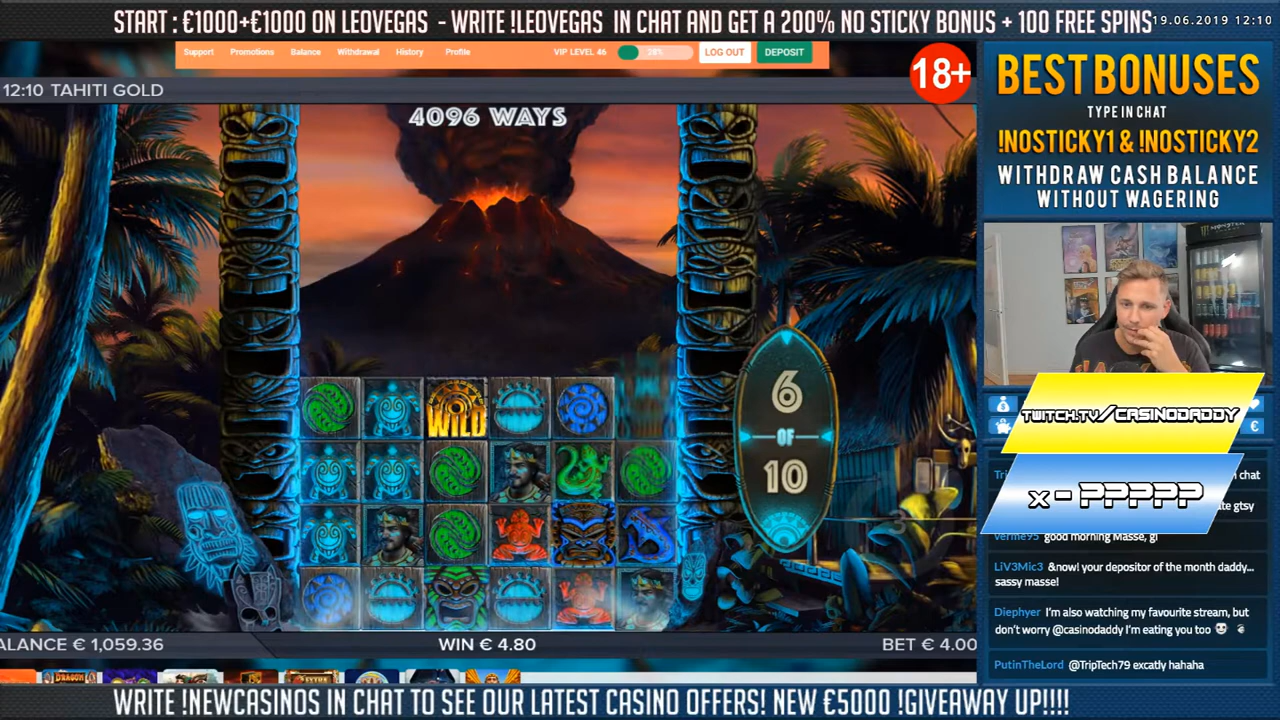 START : €1000+€1000 ON LEOVEGAS - WRITE !LEOVEGAS IN CHAT AND GET A 200% NO STICKY BONUS + 100 FREE SPINS
19.06.2019 12:10
Support Promotions Balance Withdrawal History Profile VIP LEVEL 46 28% LOG OUT DEPOSIT
18+
12:10 TAHITI GOLD
4096 WAYS
BEST BONUSES
TYPE IN CHAT
!NOSTICKY1 & !NOSTICKY2
WITHDRAW CASH BALANCE
WITHOUT WAGERING
WILD
6
OF
10
TWITCH.TV/CASINODADDY
x-PPPPP
chat
gtsy
Verme95 good morning Masse, gl
LiV3Mic3 &now! your depositor of the month daddy...
sassy masse!
Diephyer I'm also watching my favourite stream, but
don't worry @casinodaddy I'm eating you too
PutinTheLord @TripTech79 excatly hahaha
ALANCE € 1,059.36
WIN € 4.80
BET € 4.00
DRAGON
WRITE !NEWCASINOS IN CHAT TO SEE OUR LATEST CASINO OFFERS! NEW €5000 !GIVEAWAY UP!!!!